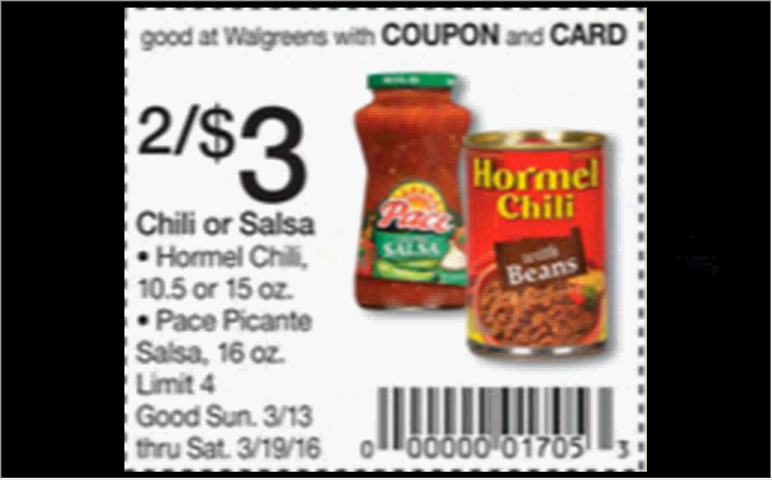 good at Walgreens with COUPON and CARD
2/$3
Chili or Salsa
• Hormel Chili,
10.5 or 15 oz.
• Pace Picante
Salsa, 16 oz.
Limit 4
Good Sun. 3/13
thru Sat. 3/19/16
Pace
SALSA
Hormel
Chili
with
Beans
0 00000 01705 3